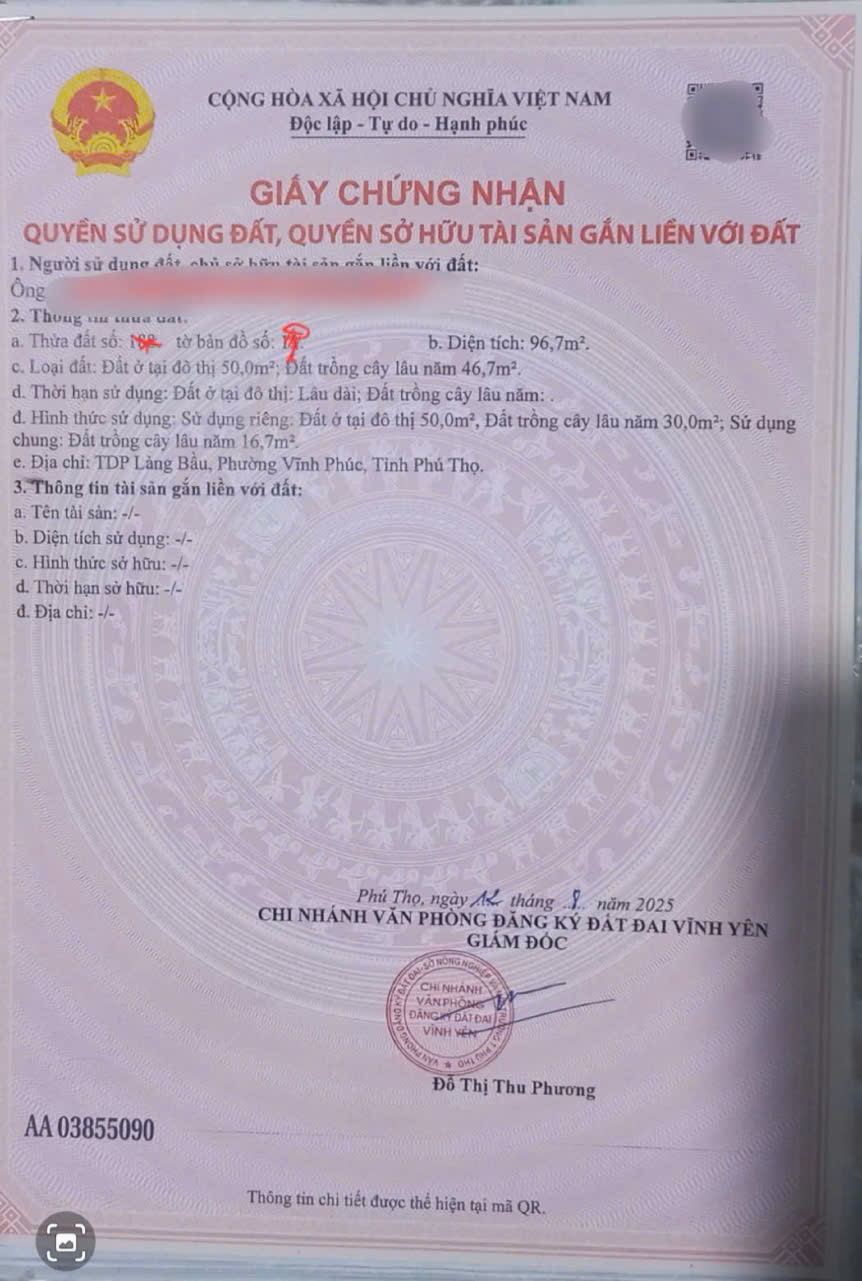 CỘNG HÒA XÃ HỘI CHỦ NGHĨA VIỆT NAM
Độc lập - Tự do - Hạnh phúc
GIẤY CHỨNG NHẬN
QUYỀN SỬ DỤNG ĐẤT, QUYỀN SỞ HỮU TÀI SẢN GẮN LIỀN VỚI ĐẤT
1. Người sử dụng đất, chủ sở hữu tài sản gắn liền với đất:
Ông
2. Thông tin thửa đất:
a. Thửa đất số: tờ bản đồ số: b. Diện tích: 96,7m².
c. Loại đất: Đất ở tại đô thị 50,0m²; Đất trồng cây lâu năm 46,7m².
d. Thời hạn sử dụng: Đất ở tại đô thị: Lâu dài; Đất trồng cây lâu năm: .
đ. Hình thức sử dụng: Sử dụng riêng: Đất ở tại đô thị 50,0m², Đất trồng cây lâu năm 30,0m²; Sử dụng
chung: Đất trồng cây lâu năm 16,7m².
e. Địa chỉ: TDP Làng Bầu, Phường Vĩnh Phúc, Tỉnh Phú Thọ.
3. Thông tin tài sản gắn liền với đất:
a. Tên tài sản: -/-
b. Diện tích sử dụng: -/-
c. Hình thức sở hữu: -/-
d. Thời hạn sở hữu: -/-
đ. Địa chỉ: -/-
Phú Thọ, ngày 12 tháng 8 năm 2025
CHI NHÁNH VĂN PHÒNG ĐĂNG KÝ ĐẤT ĐAI VĨNH YÊN
GIÁM ĐỐC
CHI NHÁNH
VĂN PHÒNG
ĐĂNG KÝ ĐẤT ĐAI
VĨNH YÊN
Đỗ Thị Thu Phương
AA 03855090
Thông tin chi tiết được thể hiện tại mã QR.